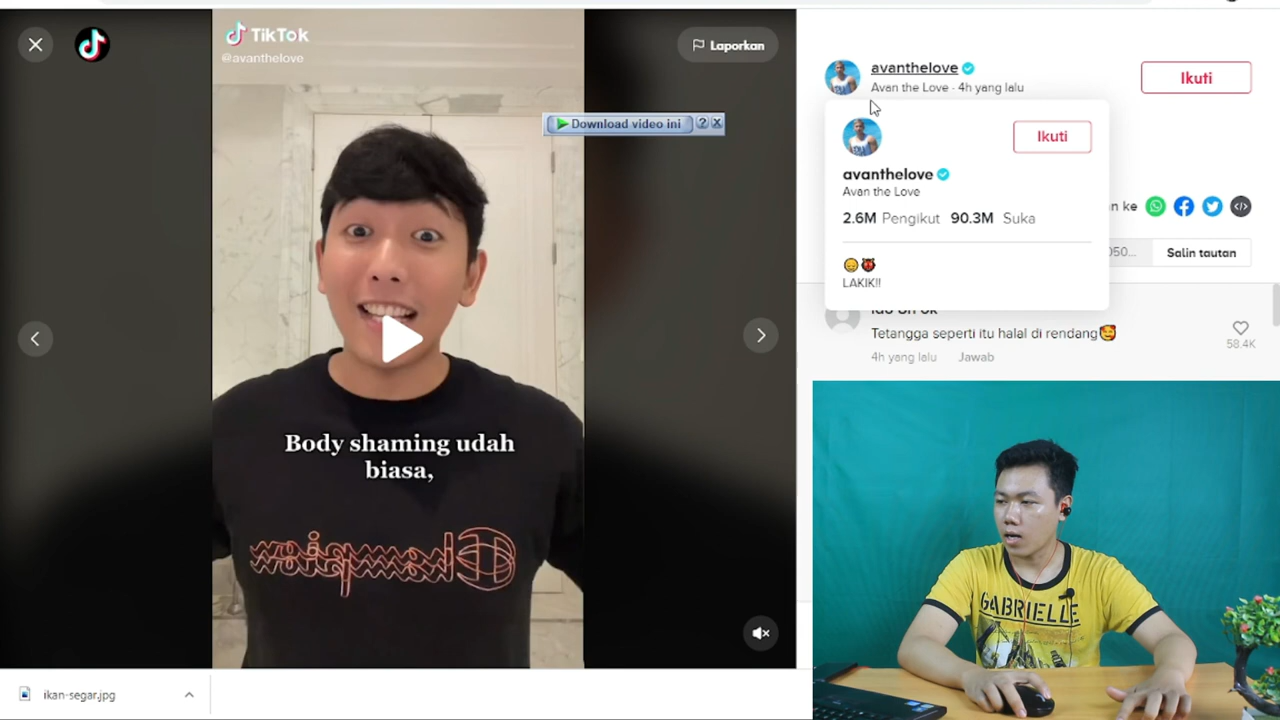 TikTok
@avanthelove
Laporkan
Download video ini
?
Body shaming udah
biasa,
avanthelove
Avan the Love · 4h yang lalu
Ikuti
Ikuti
avanthelove
Avan the Love
2.6M Pengikut 90.3M Suka
LAKIK!!
ke
050...
Salin tautan
Tetangga seperti itu halal di rendang🥰
4h yang lalu Jawab
58.4K
GABRIELLE
ikan-segar.jpg